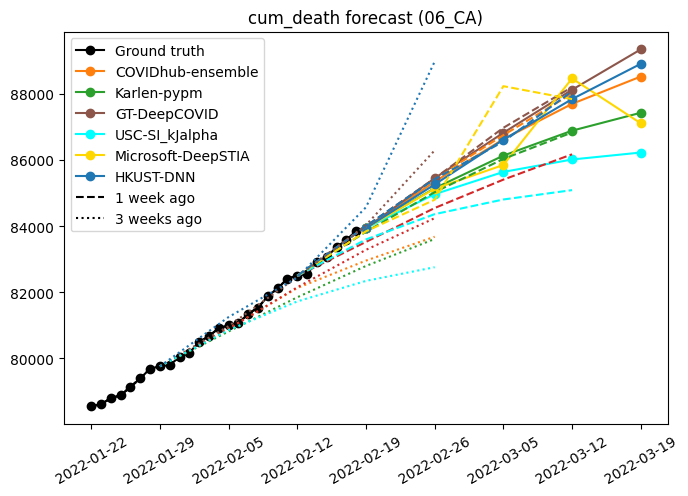 cum_death forecast (06_CA)
Ground truth
COVIDhub-ensemble
Karlen-pypm
GT-DeepCOVID
USC-SI_kJalpha
Microsoft-DeepSTIA
HKUST-DNN
1 week ago
3 weeks ago
88000
86000
84000
82000
80000
2022-01-22
2022-01-29
2022-02-05
2022-02-12
2022-02-19
2022-02-26
2022-03-05
2022-03-12
2022-03-19